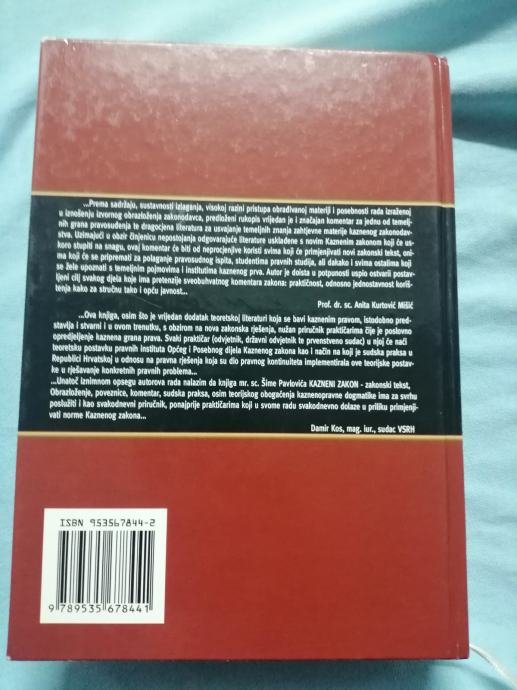 ...Prema sadržaju, sustavnosti izlaganja, visokoj razini pristupa obrađivanoj materiji i posebnosti rada izraženoj
u iznošenju izvornog obrazloženja zakonodavca, predloženi rukopis vrijedan je i značajan komentar za jednu od temelj-
nih grana pravosuđenja te dragocjena literatura za usvajanje temeljnih znanja zahtjevne materije kaznenog zakonodav-
stva. Uzimajući u obzir činjenicu nepostojanja odgovarajuće literature usklađene s novim Kaznenim zakonom koji će us-
koro stupiti na snagu, ovaj komentar će biti od neprocjenjive koristi svima koji će primjenjivati novi zakonski tekst, oni-
ma koji će se pripremati za polaganje pravosudnog ispita, studentima pravnih studija, ali dakako i svima ostalima koji
se žele upoznati s temeljnim pojmovima i institutima kaznenog prva. Autor je doista u potpunosti uspio ostvarii postav-
ljeni cilj svakog djela koje ima pretenzije sveobuhvatnog komentara zakona: praktičnost, odnosno jednostavnost koriš-
tenja kako za stručnu tako i opću javnost...
Prof. dr. sc. Anita Kurtović Mišić
...Ova knjiga, osim što je vrijedan dodatak teoretskoj literaturi koja se bavi kaznenim pravom, istodobno pred-
stavlja i stvarni i u ovom trenutku, s obzirom na nova zakonska rješenja, nužan priručnik praktičarima čije je poslovno
opredjeljenje kaznena grana prava. Svaki praktičar (odvjetnik, državni odvjetnik te prvenstveno sudac) u njoj će naći
teoretsku postavku pravnih instituta Općeg i Posebnog dijela Kaznenog zakona kao i način na koji je sudska praksa u
Republici Hrvatskoj u odnosu na pravna rješenja koja su dio pravnog kontinuiteta implementirala ove teorijske postav-
ke u rješavanje konkretnih pravnih problema...
...Unatoč iznimnom opsegu autorova rada nalazim da knjiga mr. sc. Šime Pavlovića KAZNENI ZAKON - zakonski tekst,
Obrazloženje, poveznice, komentar, sudska praksa, osim teorijskog obogaćenja kaznenopravne dogmatike ima za svrhu
poslužiti i kao svakodnevni priručnik, ponajprije praktičarima koji u svome radu svakodnevno dolaze u priliku primjenji-
vati norme Kaznenog zakona...
Damir Kos, mag. iur., sudac VSRH
ISBN 953567844-2
9 789535 678441